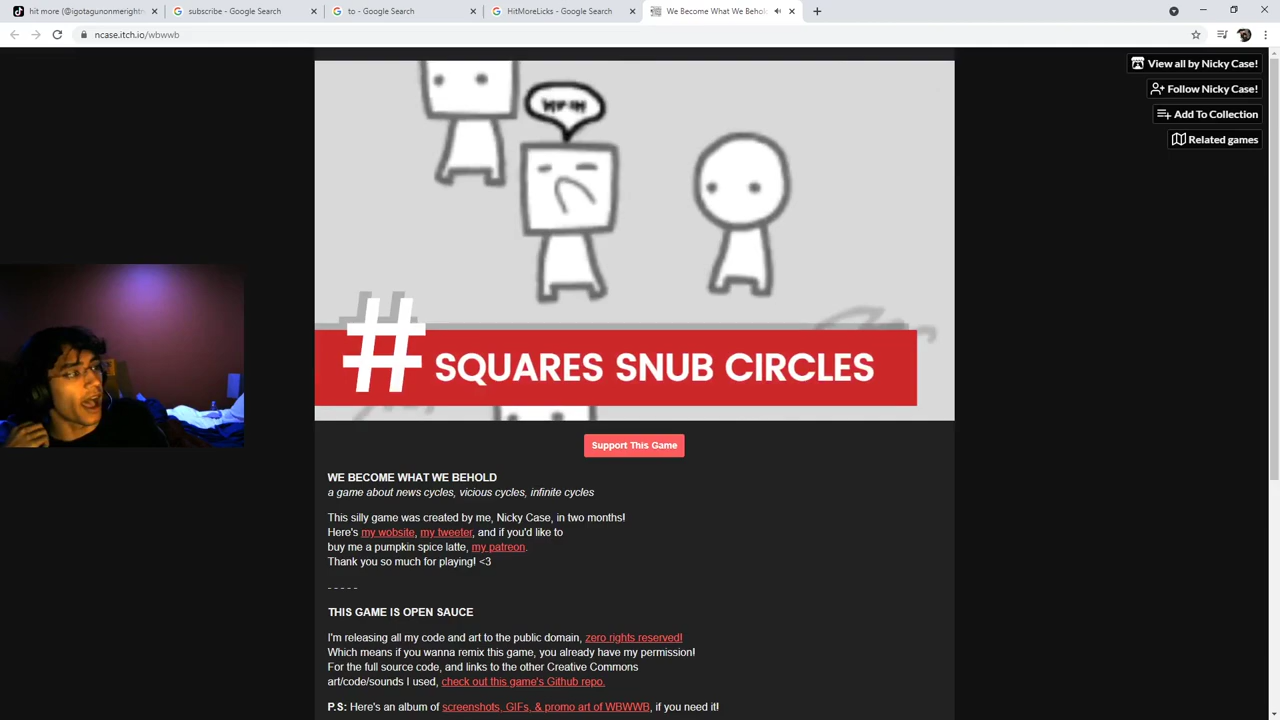 hit more (@igotagunonmerightn
subscribe - Google Search
to - Google Search
HitMoreLicks - Google Search
We Become What We Behol
ncase.itch.io/wbwwb
View all by Nicky Case!
Follow Nicky Case!
Add To Collection
Related games
# SQUARES SNUB CIRCLES
Support This Game
WE BECOME WHAT WE BEHOLD
a game about news cycles, vicious cycles, infinite cycles
This silly game was created by me, Nicky Case, in two months!
Here's my wobsite, my tweeter, and if you'd like to
buy me a pumpkin spice latte, my patreon.
Thank you so much for playing! <3
- - - - -
THIS GAME IS OPEN SAUCE
I'm releasing all my code and art to the public domain, zero rights reserved!
Which means if you wanna remix this game, you already have my permission!
For the full source code, and links to the other Creative Commons
art/code/sounds I used, check out this game's Github repo.
P.S: Here's an album of screenshots, GIFs, & promo art of WBWWB, if you need it!